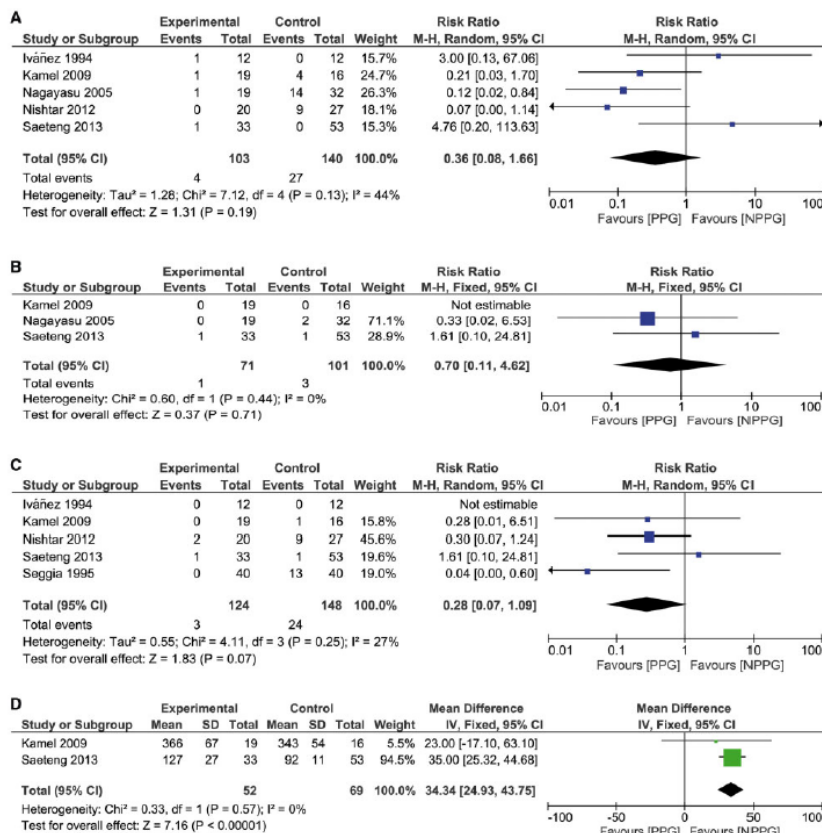 A
Experimental Control Risk Ratio Risk Ratio
Study or Subgroup Events Total Events Total Weight M-H, Random, 95% CI M-H, Random, 95% CI
Iváñez 1994 1 12 0 12 15.7% 3.00 [0.13, 67.06]
Kamel 2009 1 19 4 16 24.7% 0.21 [0.03, 1.70]
Nagayasu 2005 1 19 14 32 26.3% 0.12 [0.02, 0.84]
Nishtar 2012 0 20 9 27 18.1% 0.07 [0.00, 1.14]
Saeteng 2013 1 33 0 53 15.3% 4.76 [0.20, 113.63]
Total (95% CI) 103 140 100.0% 0.36 [0.08, 1.66]
Total events 4 27
Heterogeneity: Tau² = 1.28; Chi² = 7.12, df = 4 (P = 0.13); I² = 44%
Test for overall effect: Z = 1.31 (P = 0.19)
0.01 0.1 1 10 100
Favours [PPG] Favours [NPPG]
B
Experimental Control Risk Ratio Risk Ratio
Study or Subgroup Events Total Events Total Weight M-H, Fixed, 95% CI M-H, Fixed, 95% CI
Kamel 2009 0 19 0 16 Not estimable
Nagayasu 2005 0 19 2 32 71.1% 0.33 [0.02, 6.53]
Saeteng 2013 1 33 1 53 28.9% 1.61 [0.10, 24.81]
Total (95% CI) 71 101 100.0% 0.70 [0.11, 4.62]
Total events 1 3
Heterogeneity: Chi² = 0.60, df = 1 (P = 0.44); I² = 0%
Test for overall effect: Z = 0.37 (P = 0.71)
0.01 0.1 1 10 100
Favours [PPG] Favours [NPPG]
C
Experimental Control Risk Ratio Risk Ratio
Study or Subgroup Events Total Events Total Weight M-H, Random, 95% CI M-H, Random, 95% CI
Iváñez 1994 0 12 0 12 Not estimable
Kamel 2009 0 19 1 16 15.8% 0.28 [0.01, 6.51]
Nishtar 2012 2 20 9 27 45.6% 0.30 [0.07, 1.24]
Saeteng 2013 1 33 1 53 19.6% 1.61 [0.10, 24.81]
Seggia 1995 0 40 13 40 19.0% 0.04 [0.00, 0.60]
Total (95% CI) 124 148 100.0% 0.28 [0.07, 1.09]
Total events 3 24
Heterogeneity: Tau² = 0.55; Chi² = 4.11, df = 3 (P = 0.25); I² = 27%
Test for overall effect: Z = 1.83 (P = 0.07)
0.01 0.1 1 10 100
Favours [PPG] Favours [NPPG]
D
Experimental Control Mean Difference Mean Difference
Study or Subgroup Mean SD Total Mean SD Total Weight IV, Fixed, 95% CI IV, Fixed, 95% CI
Kamel 2009 366 67 19 343 54 16 5.5% 23.00 [-17.10, 63.10]
Saeteng 2013 127 27 33 92 11 53 94.5% 35.00 [25.32, 44.68]
Total (95% CI) 52 69 100.0% 34.34 [24.93, 43.75]
Heterogeneity: Chi² = 0.33, df = 1 (P = 0.57); I² = 0%
Test for overall effect: Z = 7.16 (P < 0.00001)
-100 -50 0 50 100
Favours [PPG] Favours [NPPG]